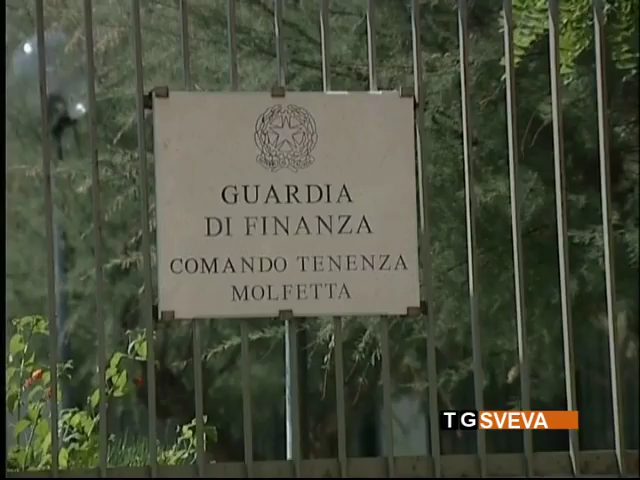 GUARDIA
DI FINANZA
COMANDO TENENZA
MOLFETTA
TGSVEVA